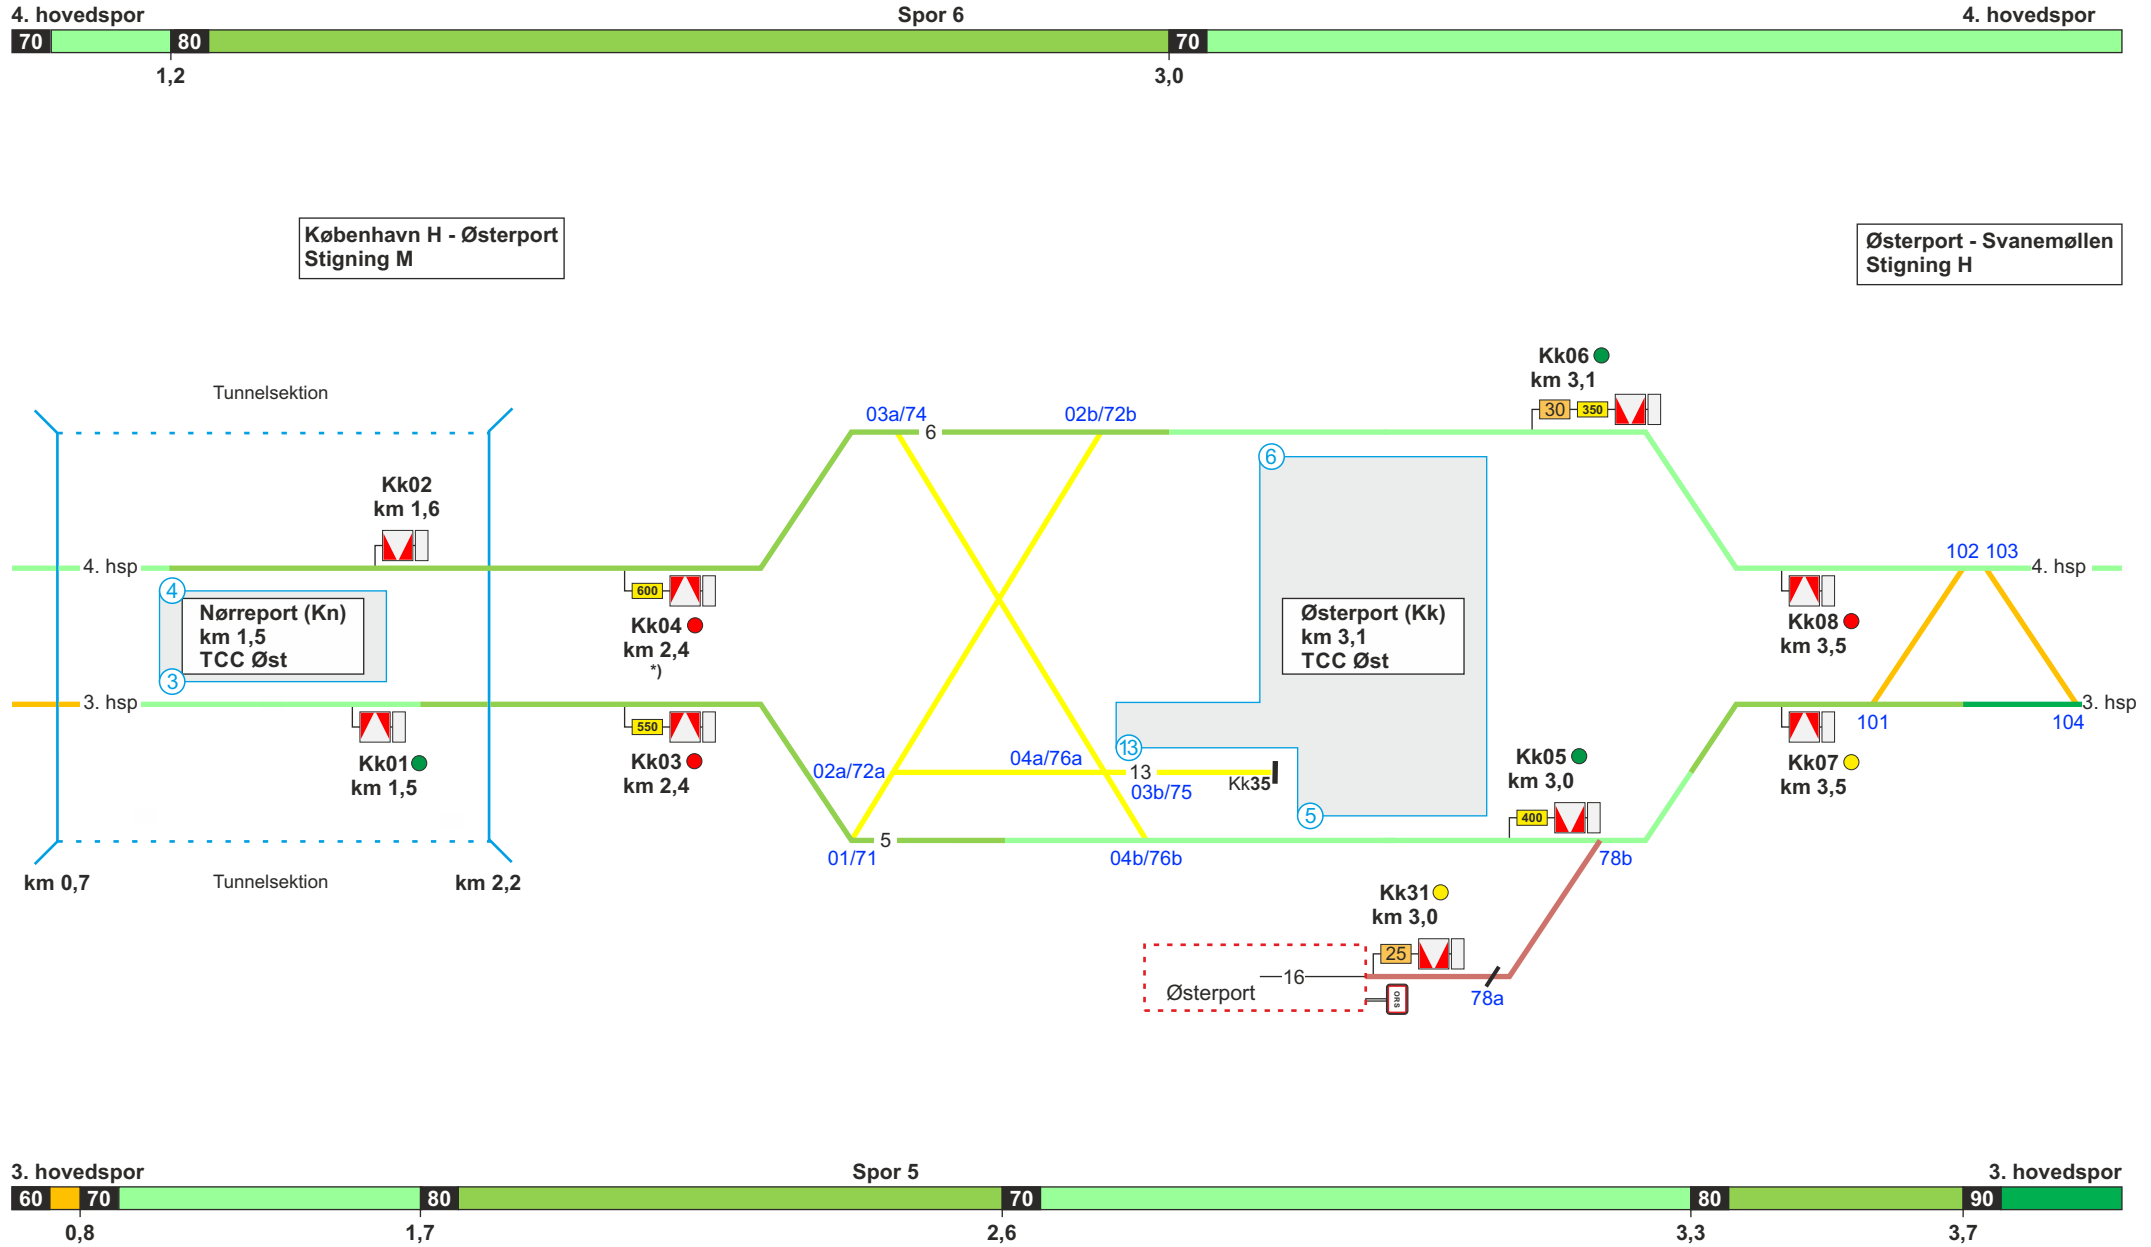 4. hovedspor
Spor 6
4. hovedspor
70
80
70
1,2
3,0
København H - Østerport
Stigning M
Østerport - Svanemøllen
Stigning H
Tunnelsektion
Kk06
km 3,1
30
350
03a/74
02b/72b
6
6
Kk02
km 1,6
4. hsp
102
103
4. hsp
4
Nørreport (Kn)
km 1,5
TCC Øst
3
600
Kk04
km 2,4
*)
Østerport (Kk)
km 3,1
TCC Øst
Kk08
km 3,5
3. hsp
3. hsp
Kk01
km 1,5
550
Kk03
km 2,4
101
104
Kk07
km 3,5
13
04a/76a
02a/72a
13
03b/75
Kk35
Kk05
km 3,0
400
5
5
01/71
04b/76b
78b
km 0,7
Tunnelsektion
km 2,2
Kk31
km 3,0
25
16
Østerport
ORS
78a
3. hovedspor
Spor 5
3. hovedspor
60
70
80
70
80
90
0,8
1,7
2,6
3,3
3,7